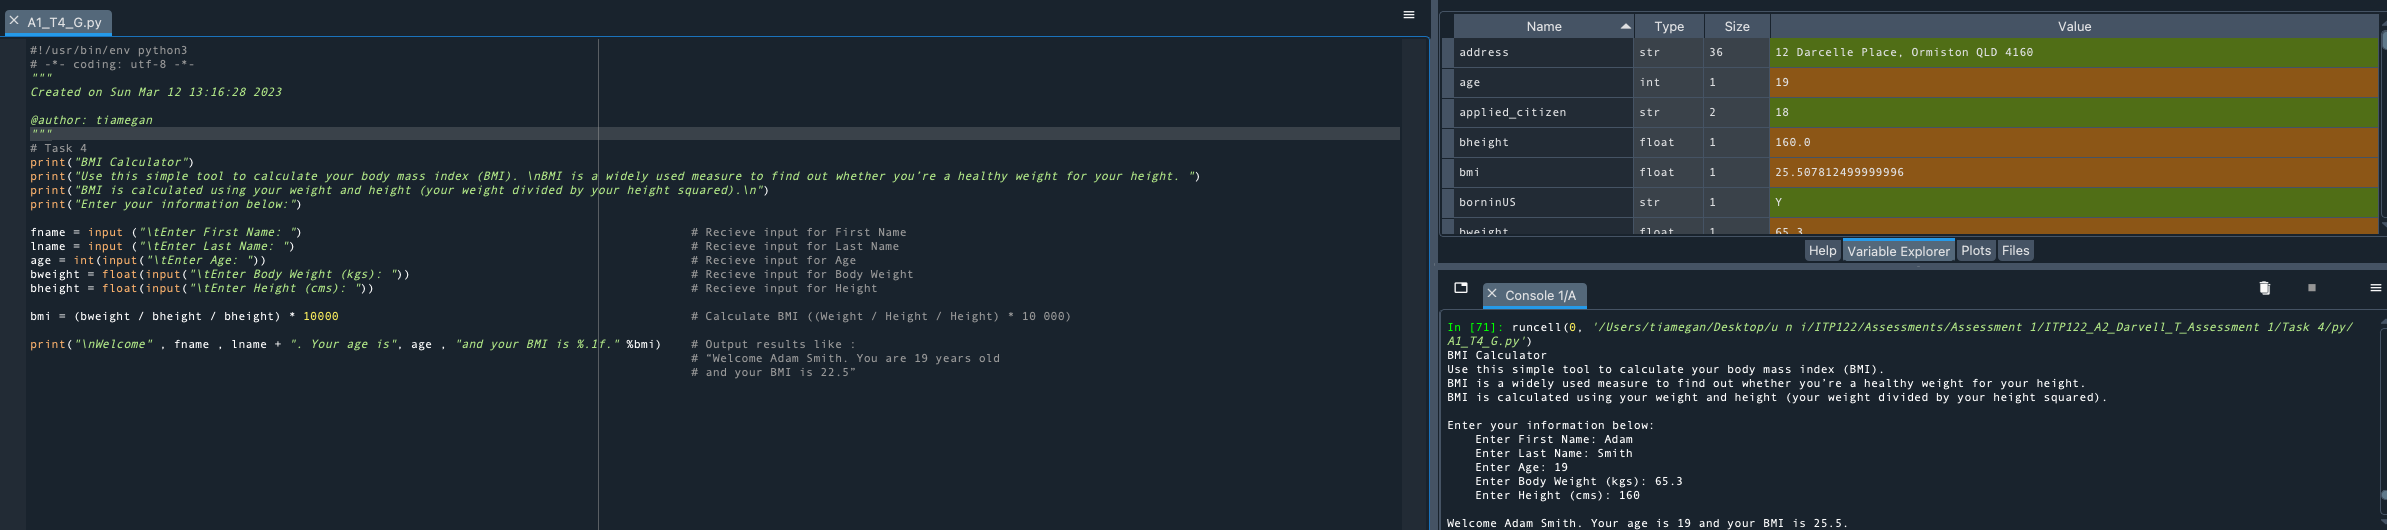 A1_T4_G.py
#!/usr/bin/env python3
# -*- coding: utf-8 -*-
"""
Created on Sun Mar 12 13:16:28 2023
@author: tiamegan
"""
# Task 4
print("BMI Calculator")
print("Use this simple tool to calculate your body mass index (BMI). \nBMI is a widely used measure to find out whether you’re a healthy weight for your height. ")
print("BMI is calculated using your weight and height (your weight divided by your height squared).\n")
print("Enter your information below:")
fname = input ("\tEnter First Name: ") # Recieve input for First Name
lname = input ("\tEnter Last Name: ") # Recieve input for Last Name
age = int(input("\tEnter Age: ")) # Recieve input for Age
bweight = float(input("\tEnter Body Weight (kgs): ")) # Recieve input for Body Weight
bheight = float(input("\tEnter Height (cms): ")) # Recieve input for Height
bmi = (bweight / bheight / bheight) * 10000 # Calculate BMI ((Weight / Height / Height) * 10 000)
print("\nWelcome" , fname , lname + ". Your age is", age , "and your BMI is %.1f." %bmi) # Output results like :
# “Welcome Adam Smith. You are 19 years old
# and your BMI is 22.5”
Name Type Size Value
address str 36 12 Darcelle Place, Ormiston QLD 4160
age int 1 19
applied_citizen str 2 18
bheight float 1 160.0
bmi float 1 25.507812499999996
borninUS str 1 Y
bweight float 1 65.3
Help Variable Explorer Plots Files
Console 1/A
In [71]: runcell(0, '/Users/tiamegan/Desktop/u n i/ITP122/Assessments/Assessment 1/ITP122_A2_Darvell_T_Assessment 1/Task 4/py/
A1_T4_G.py')
BMI Calculator
Use this simple tool to calculate your body mass index (BMI).
BMI is a widely used measure to find out whether you’re a healthy weight for your height.
BMI is calculated using your weight and height (your weight divided by your height squared).
Enter your information below:
Enter First Name: Adam
Enter Last Name: Smith
Enter Age: 19
Enter Body Weight (kgs): 65.3
Enter Height (cms): 160
Welcome Adam Smith. Your age is 19 and your BMI is 25.5.